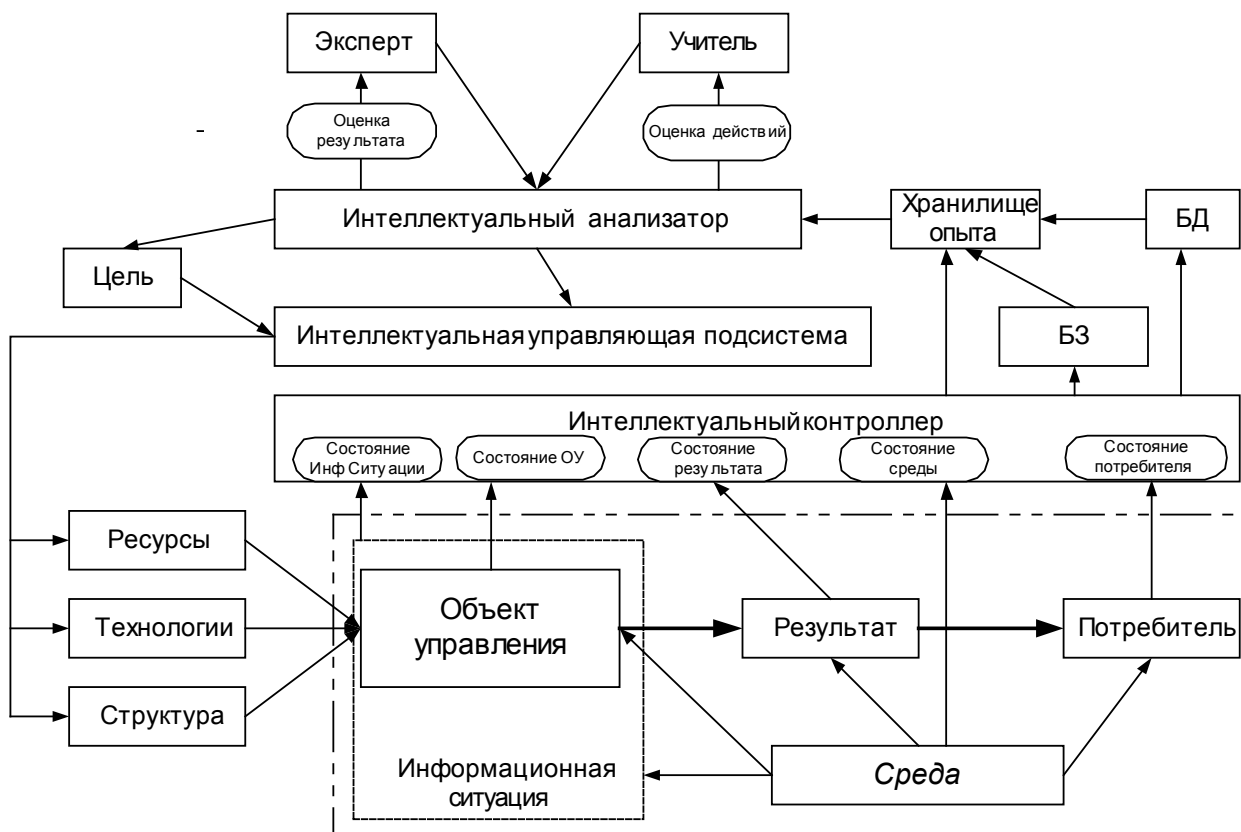 Эксперт
Учитель
Оценка
результата
Оценка действий
Интеллектуальный анализатор
Хранилище
опыта
БД
Цель
Интеллектуальная управляющая подсистема
БЗ
Интеллектуальный контроллер
Состояние
Инф Ситуации
Состояние ОУ
Состояние
результата
Состояние
среды
Состояние
потребителя
Ресурсы
Технологии
Структура
Объект
управления
Результат
Потребитель
Информационная
ситуация
Среда